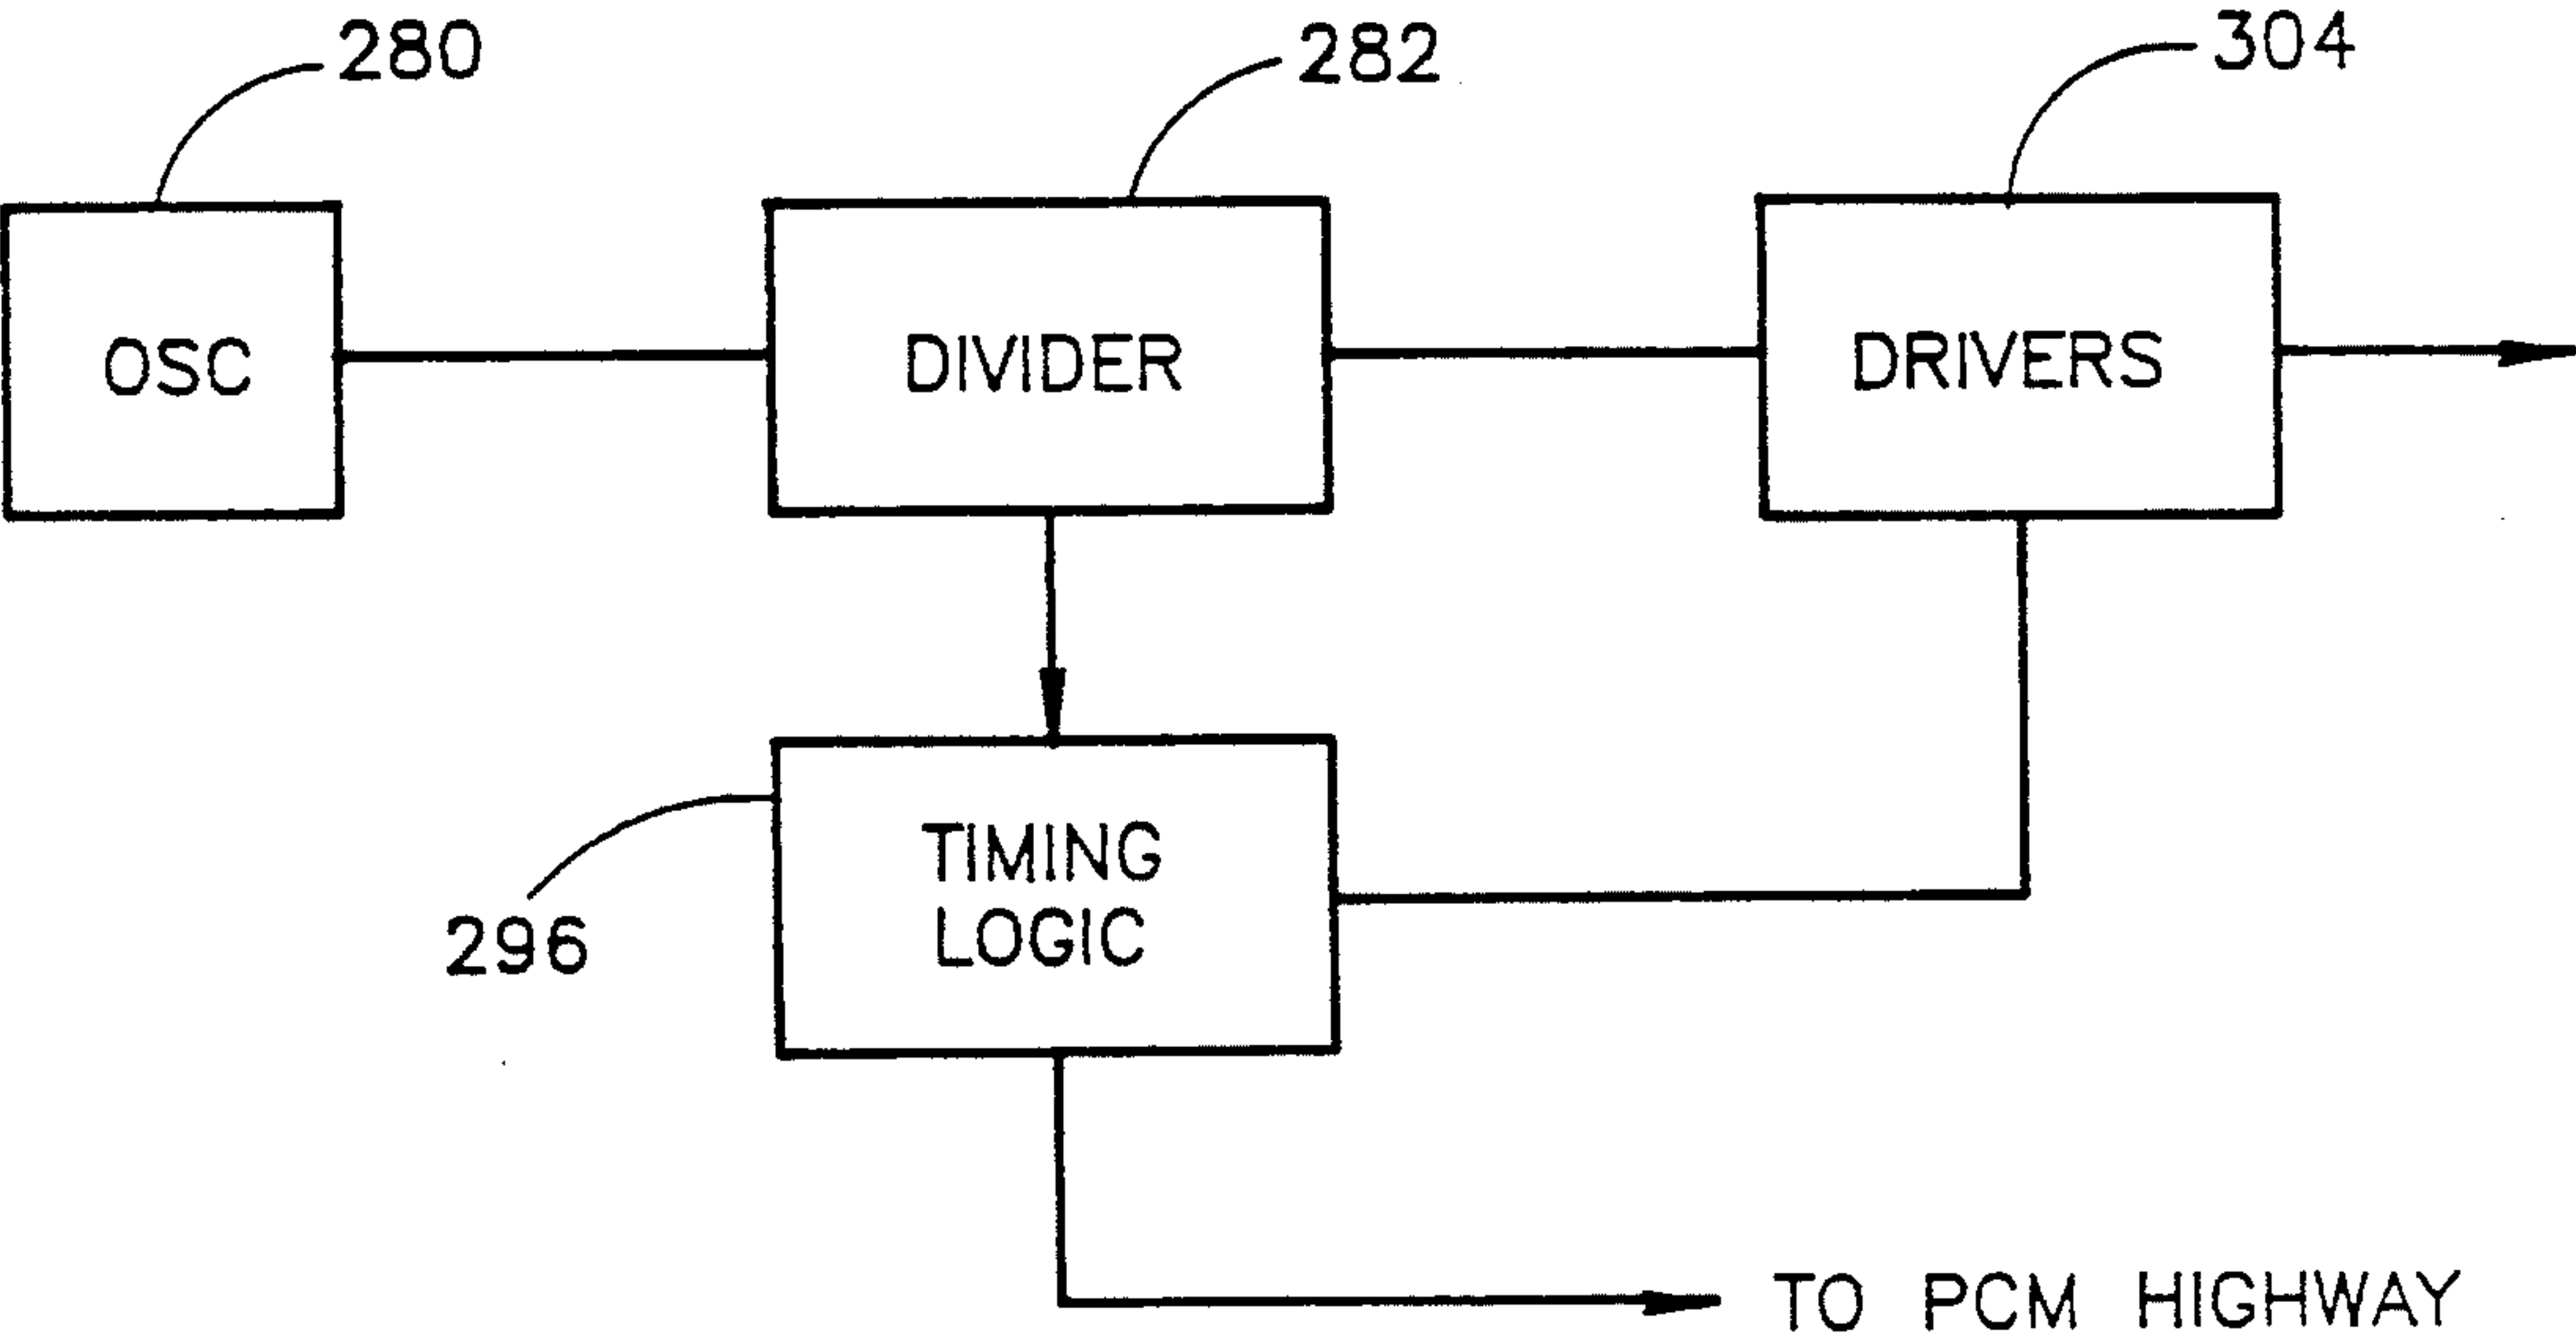 280
282
304
OSC
DIVIDER
DRIVERS
TIMING
LOGIC
296
TO PCM HIGHWAY